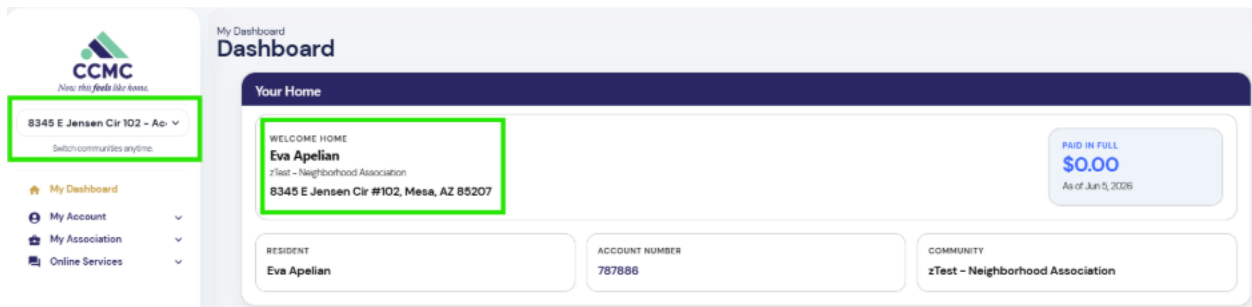 CCMC
Now this feels like home.
8345 E Jensen Cir 102 - Ac
Switch communities anytime.
My Dashboard
My Account
My Association
Online Services
My Dashboard
Dashboard
Your Home
WELCOME HOME
Eva Apelian
zTest - Neighborhood Association
8345 E Jensen Cir #102, Mesa, AZ 85207
PAID IN FULL
$0.00
As of Jun 5, 2026
RESIDENT
Eva Apelian
ACCOUNT NUMBER
787886
COMMUNITY
zTest - Neighborhood Association